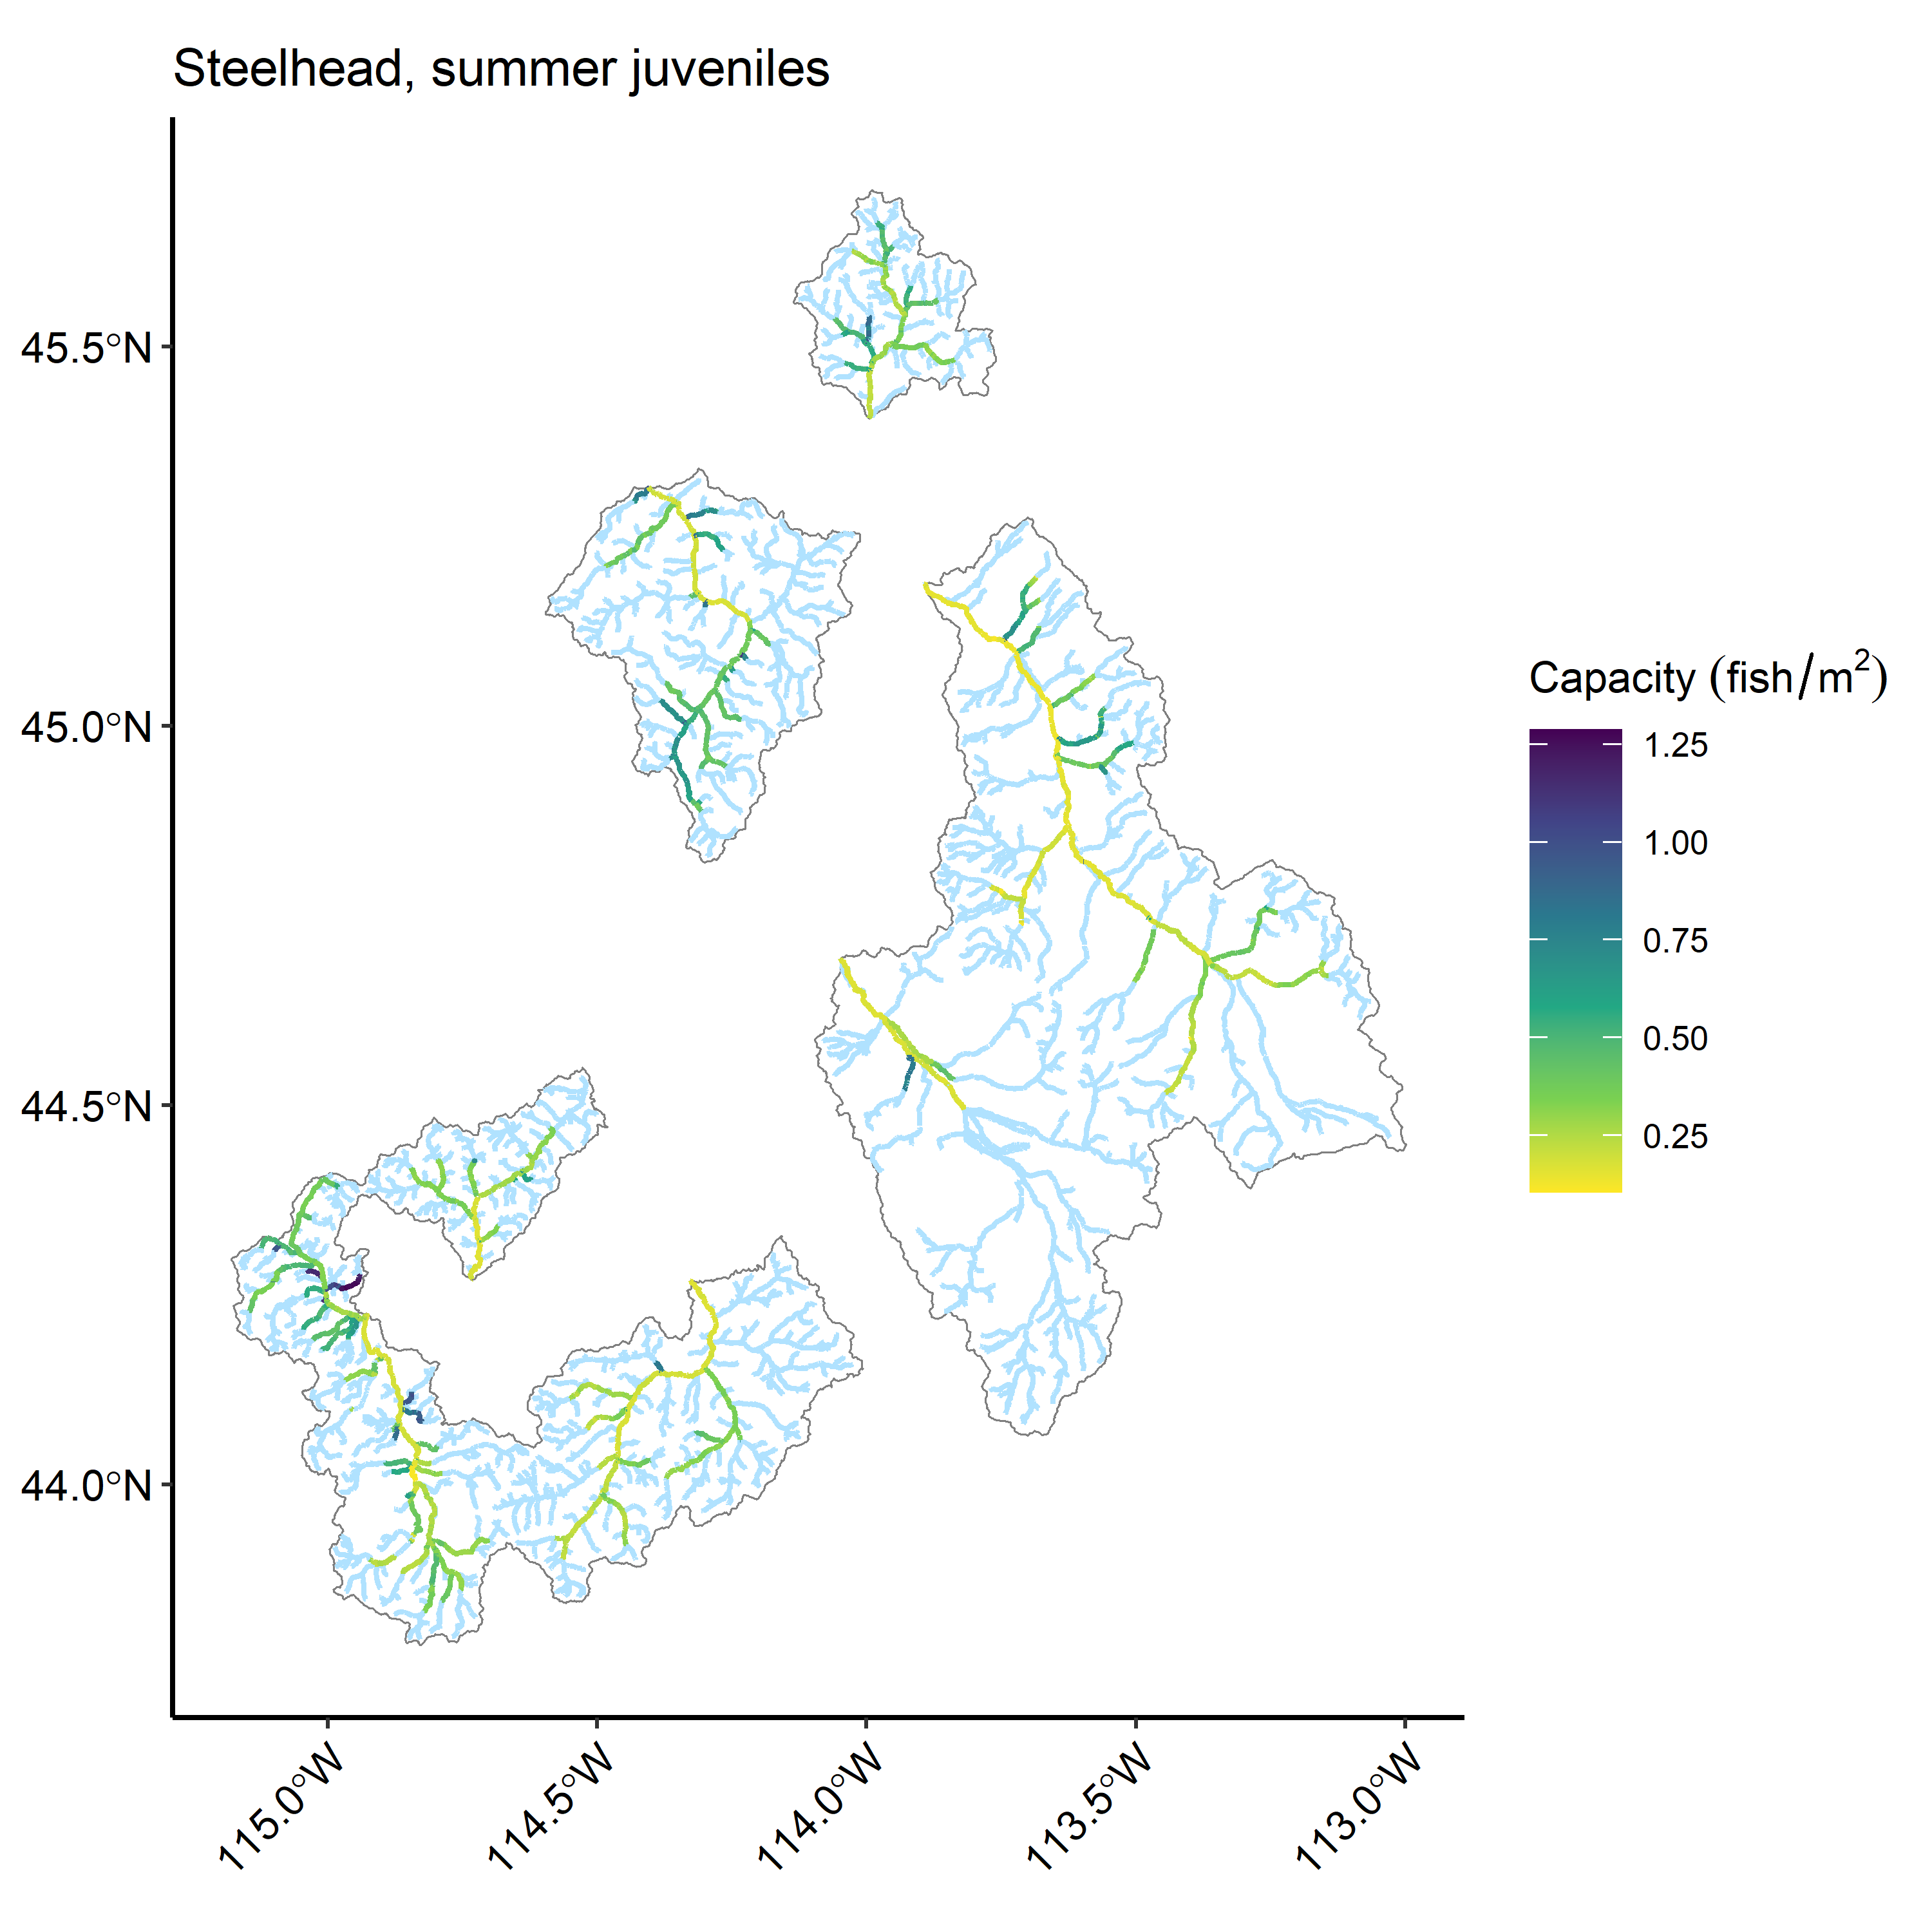 Steelhead, summer juveniles
45.5°N
45.0°N
44.5°N
44.0°N
115.0°W
114.5°W
114.0°W
113.5°W
113.0°W
Capacity (fish/m²)
1.25
1.00
0.75
0.50
0.25